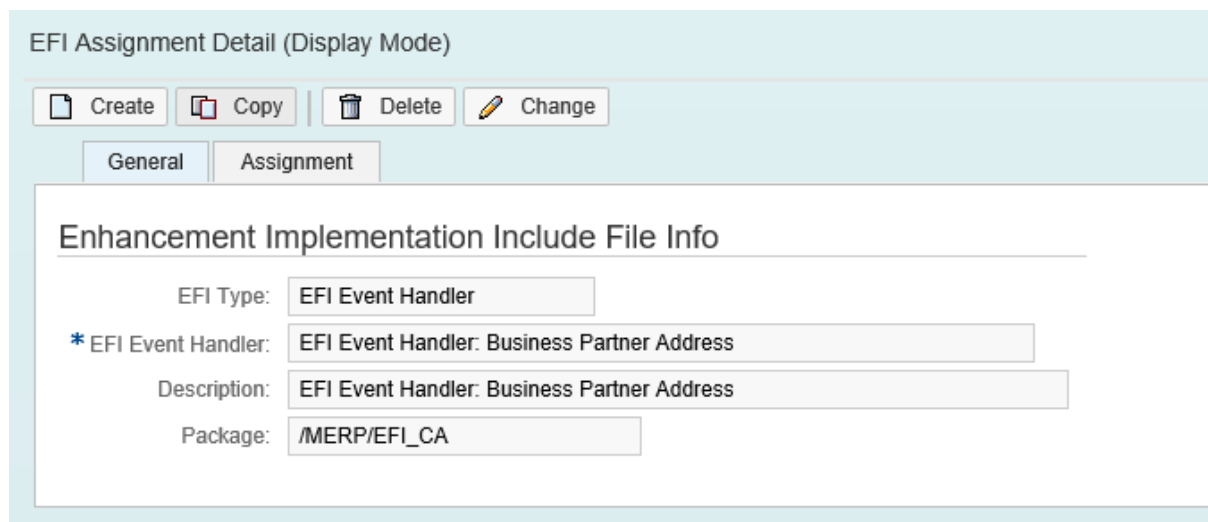 EFI Assignment Detail (Display Mode)
Create Copy Delete Change
General Assignment
Enhancement Implementation Include File Info
EFI Type: EFI Event Handler
* EFI Event Handler: EFI Event Handler: Business Partner Address
Description: EFI Event Handler: Business Partner Address
Package: /MERP/EFI_CA